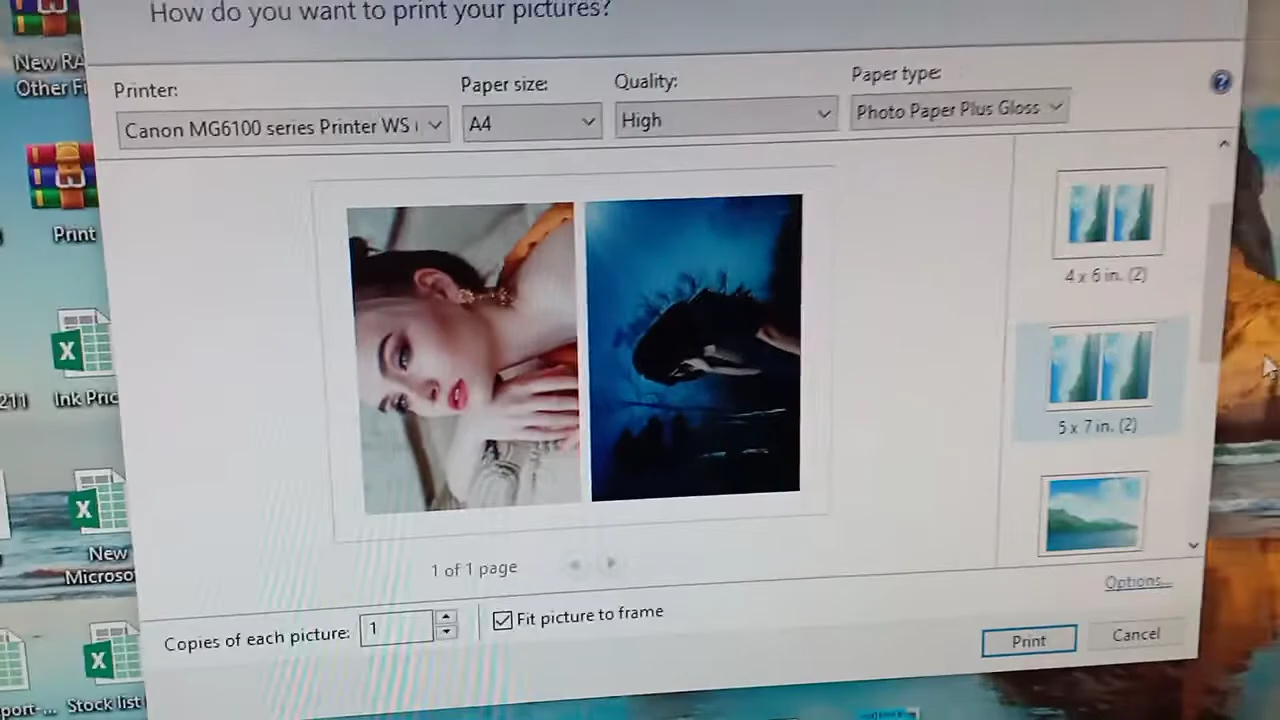 How do you want to print your pictures?
New RA
Other Fi
Printer:
Paper size:
Quality:
Paper type:
Canon MG6100 series Printer WS
A4
High
Photo Paper Plus Gloss
Print
4 x 6 in. (2)
211
Ink Pric
5 x 7 in. (2)
New
Microso
1 of 1 page
Options...
Copies of each picture:
1
Fit picture to frame
Print
Cancel
port-...
Stock list